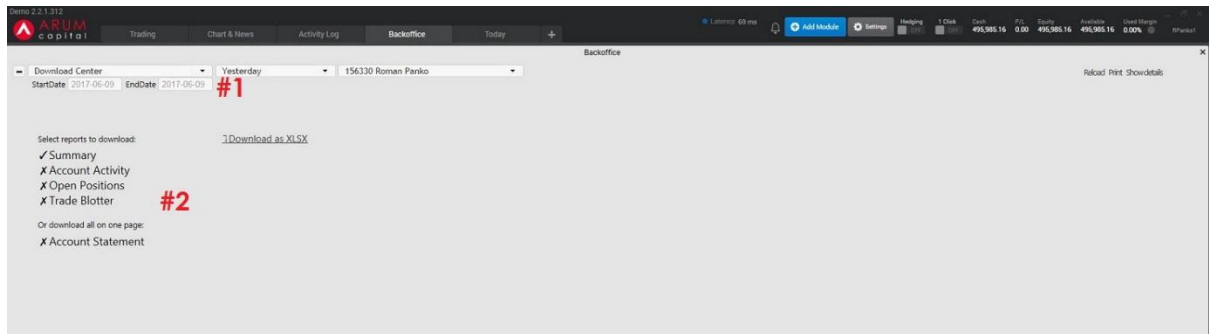 Demo 2.2.1.312
ARUM
capital
Trading
Chart & News
Activity Log
Backoffice
Today
+
Latency: 69 ms
Add Module
Settings
Hedging
OFF
1 Click
OFF
Cash
495,985.16
P/L
0.00
Equity
495,985.16
Available
495,985.16
Used Margin
0.00%
RPanko1
Backoffice
Download Center
Yesterday
156330 Roman Panko
Reload Print Showdetails
StartDate 2017-06-09 EndDate 2017-06-09
#1
Select reports to download:
Download as XLSX
✓ Summary
✗ Account Activity
✗ Open Positions
✗ Trade Blotter
#2
Or download all on one page:
✗ Account Statement